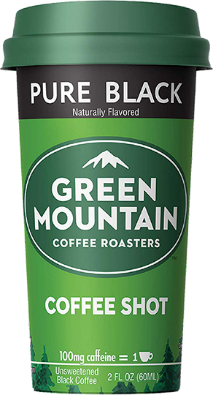 PURE BLACK
Naturally Flavored
GREEN
MOUNTAIN
COFFEE ROASTERS
COFFEE SHOT
100mg caffeine = 1
Unsweetened
Black Coffee
2 FL OZ (60ML)